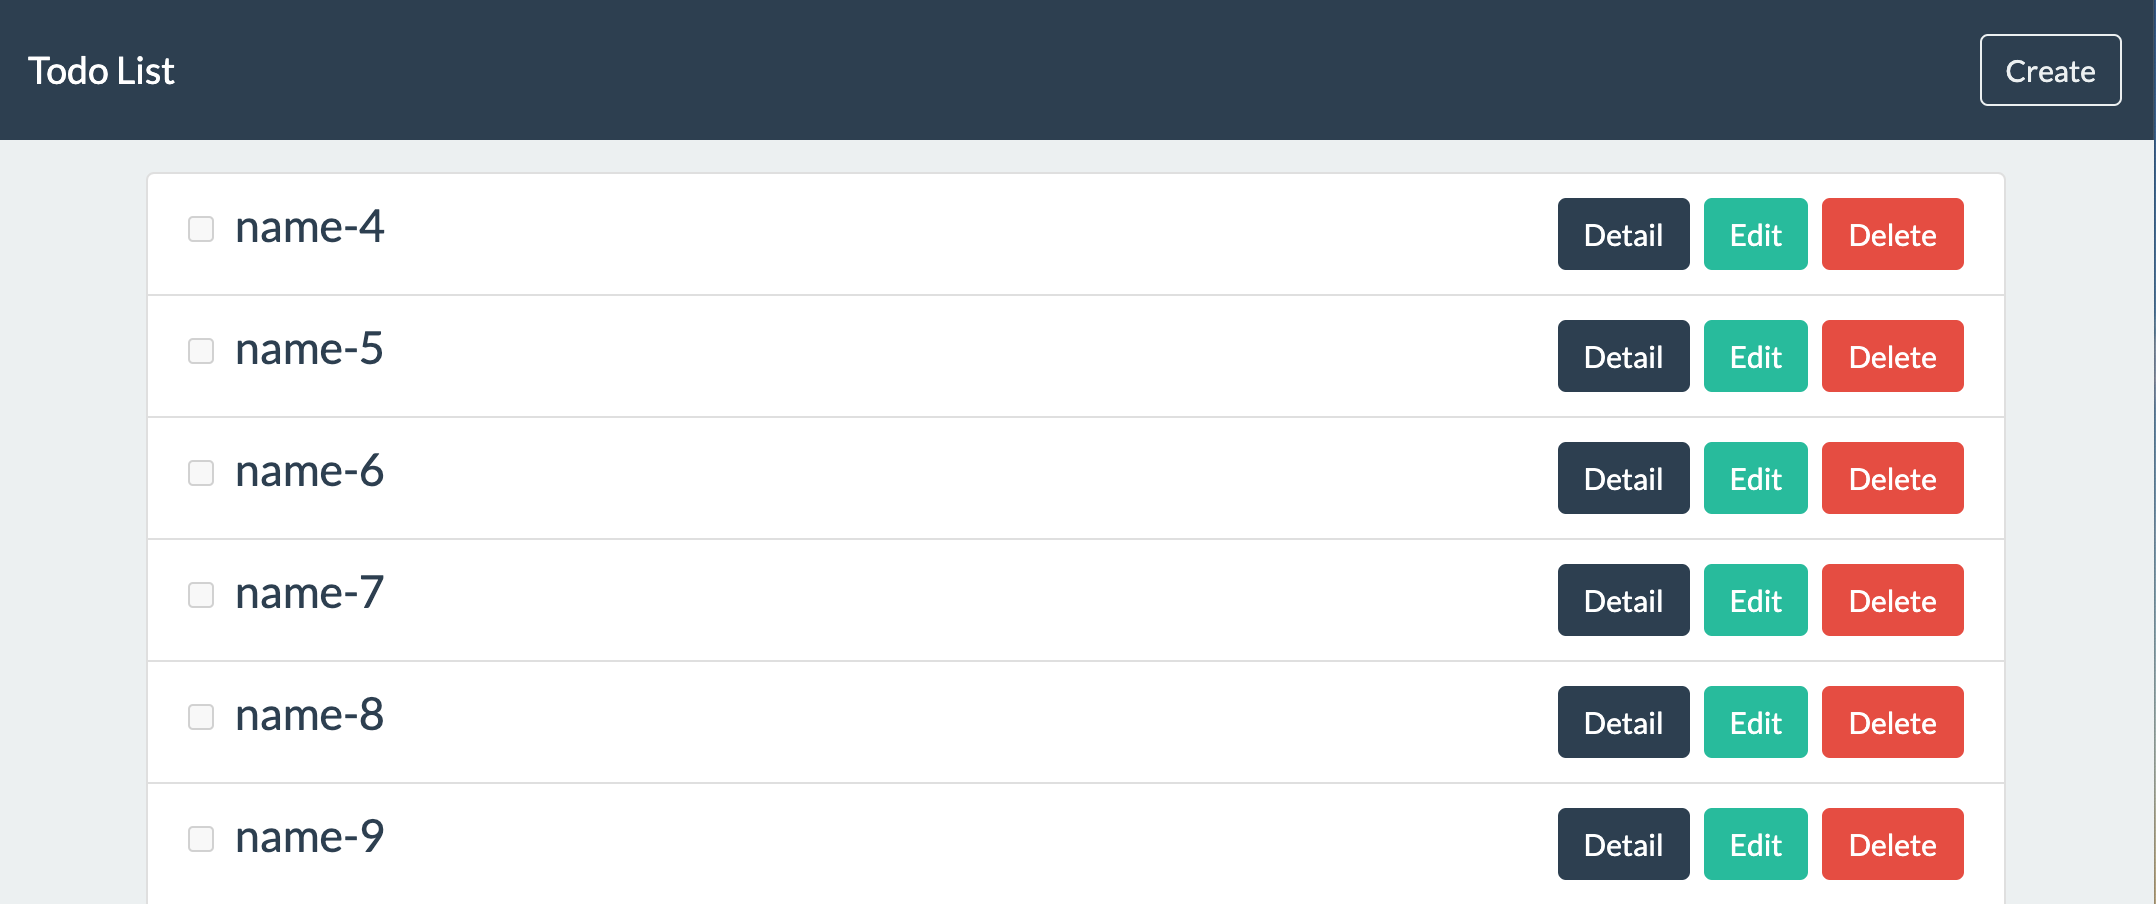 Todo List Create
name-4 Detail Edit Delete
name-5 Detail Edit Delete
name-6 Detail Edit Delete
name-7 Detail Edit Delete
name-8 Detail Edit Delete
name-9 Detail Edit Delete